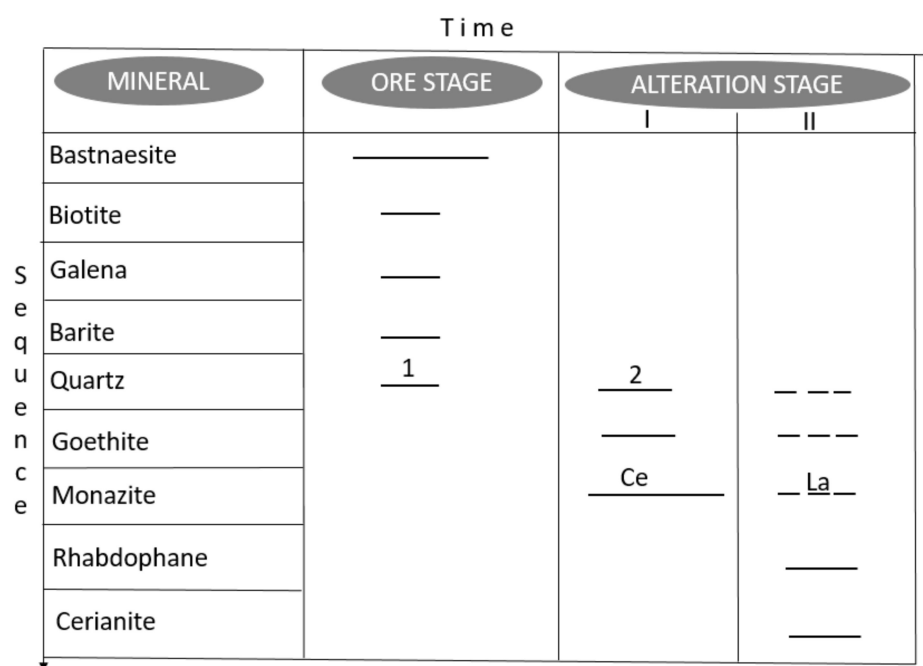 Time
MINERAL ORE STAGE ALTERATION STAGE
I II
Bastnaesite
Biotite
Galena
Barite
Quartz 1 2
Goethite
Monazite Ce La
Rhabdophane
Cerianite
Sequence